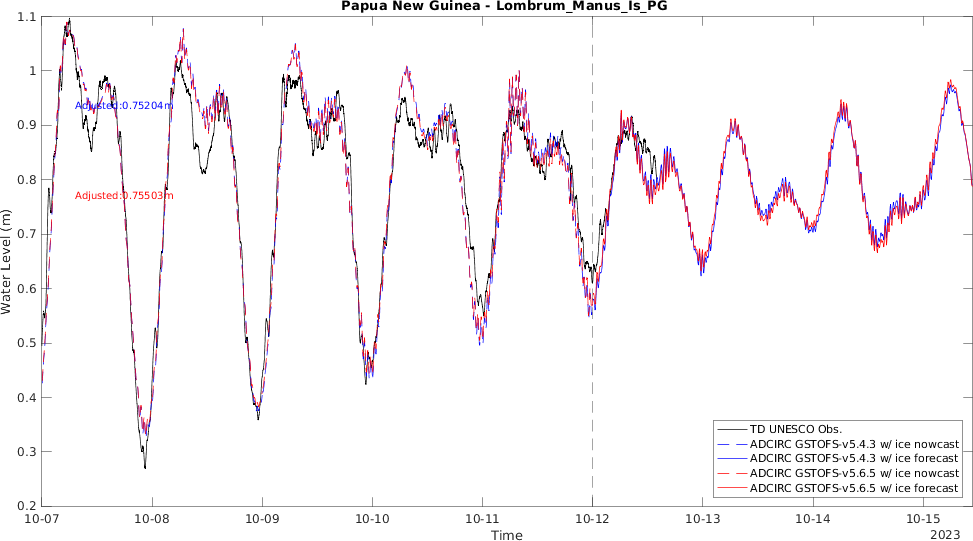 Papua New Guinea - Lombrum_Manus_Is_PG
Water Level (m)
1.1
1
0.9
0.8
0.7
0.6
0.5
0.4
0.3
0.2
Adjusted:0.75204m
Adjusted:0.75503m
TD UNESCO Obs.
ADCIRC GSTOFS-v5.4.3 w/ ice nowcast
ADCIRC GSTOFS-v5.4.3 w/ ice forecast
ADCIRC GSTOFS-v5.6.5 w/ ice nowcast
ADCIRC GSTOFS-v5.6.5 w/ ice forecast
10-07 10-08 10-09 10-10 10-11 10-12 10-13 10-14 10-15
Time
2023